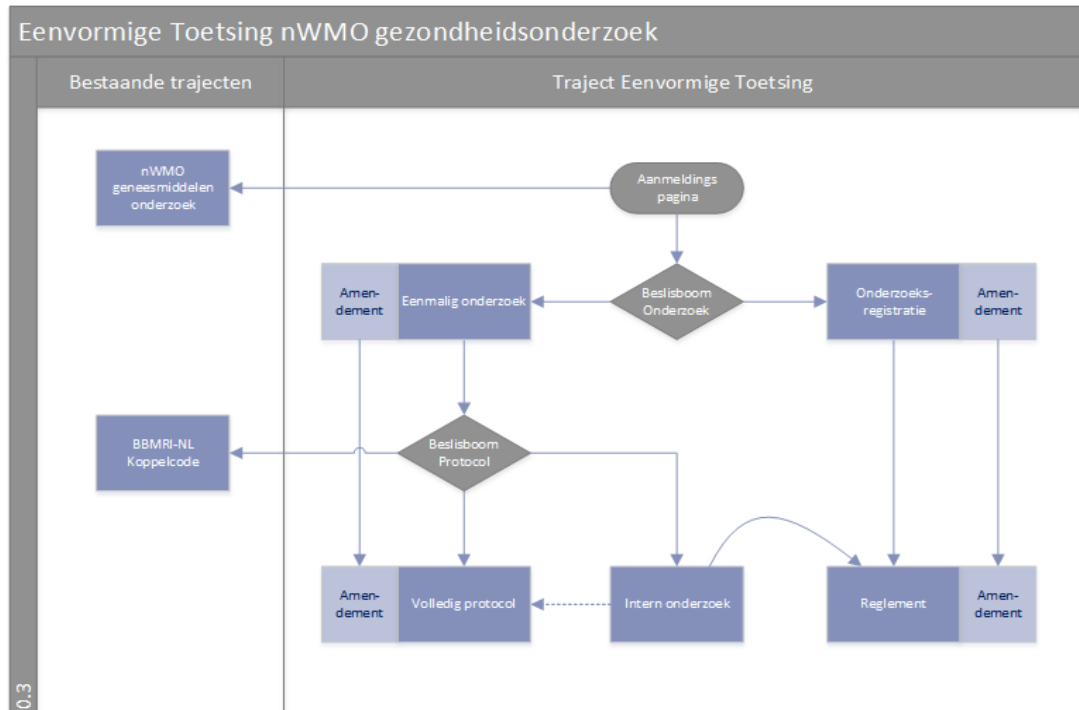 Eenvormige Toetsing nWMO gezondheidsonderzoek
Bestaande trajecten
Traject Eenvormige Toetsing
nWMO
geneesmiddelen
onderzoek
Aanmeldings
pagina
Amen-
dement
Eenmalig onderzoek
Beslisboom
Onderzoek
Onderzoeks-
registratie
Amen-
dement
BBMRI-NL
Koppelcode
Beslisboom
Protocol
Amen-
dement
Volledig protocol
Intern onderzoek
Reglement
Amen-
dement
0.3